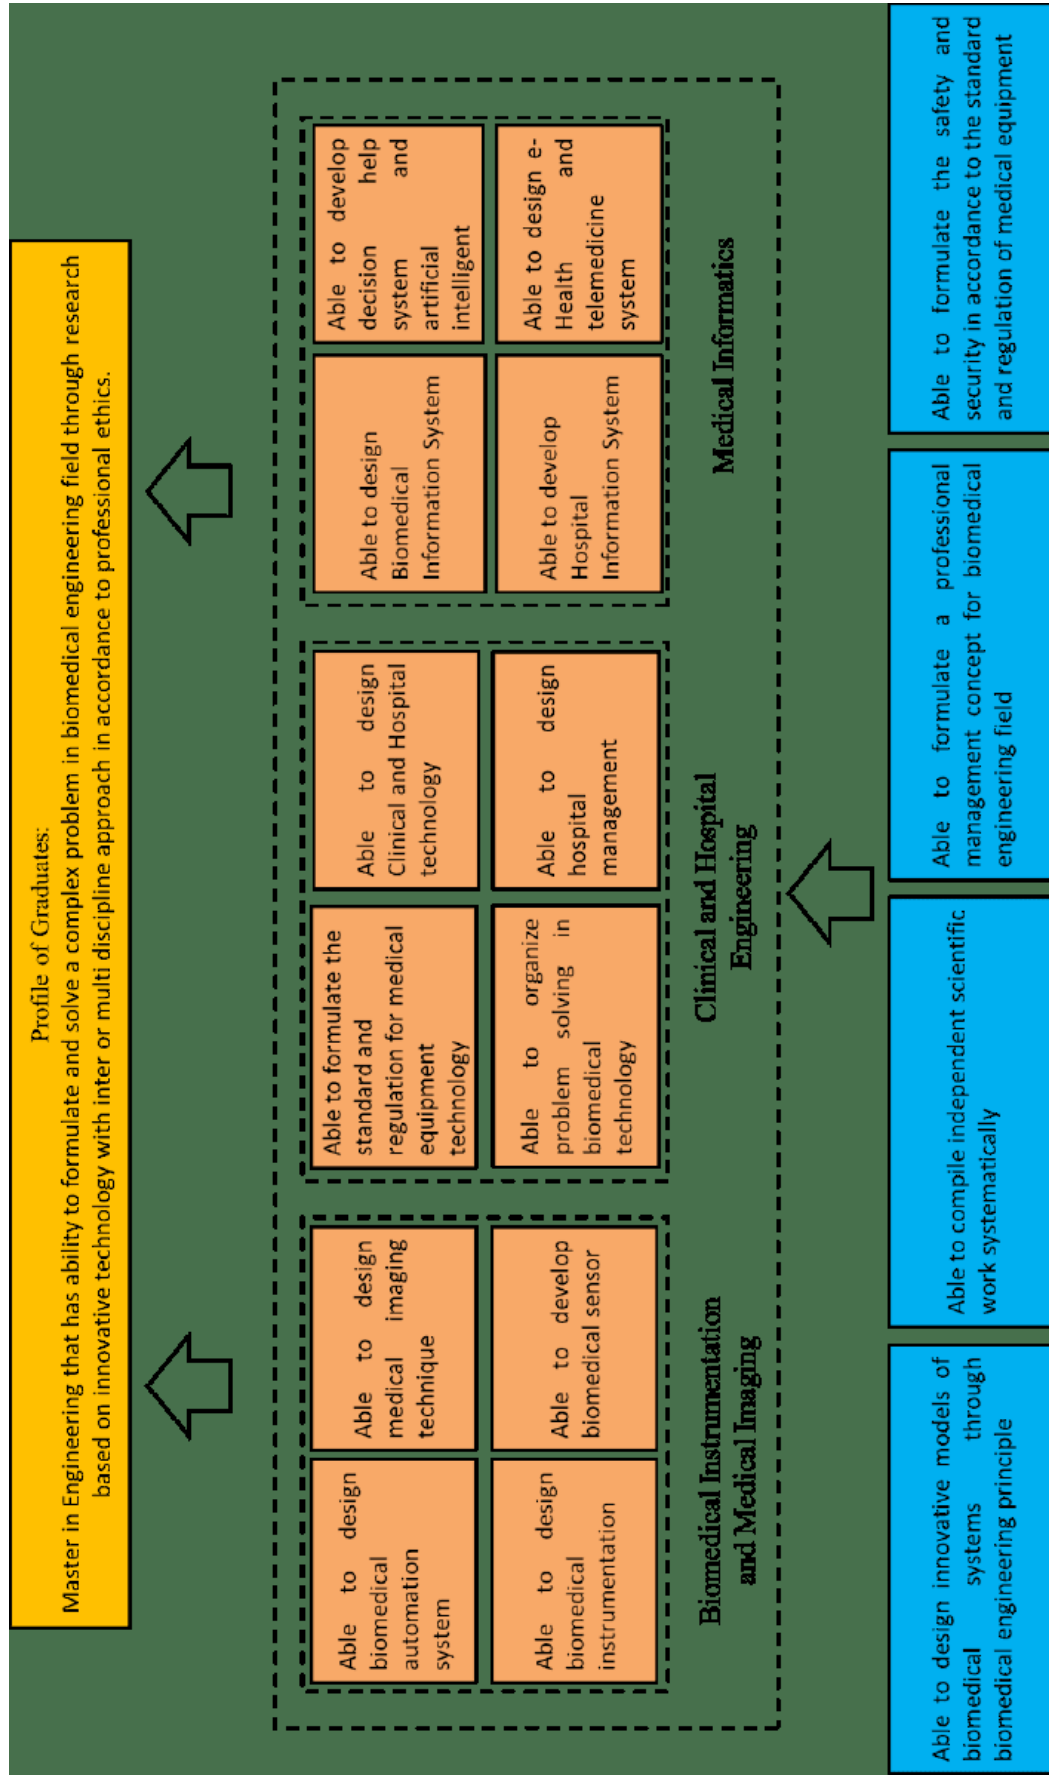 Profile of Graduates:
Master in Engineering that has ability to formulate and solve a complex problem in biomedical engineering field through research
based on innovative technology with inter or multi discipline approach in accordance to professional ethics.
Able to design
biomedical
automation
system
Able to design
medical imaging
technique
Able to design
biomedical
instrumentation
Able to develop
biomedical sensor
Biomedical Instrumentation
and Medical Imaging
Able to formulate the
standard and
regulation for medical
equipment
technology
Able to design
Clinical and Hospital
technology
Able to organize
problem solving in
biomedical
technology
Able to design
hospital
management
Clinical and Hospital
Engineering
Able to design
Biomedical
Information System
Able to develop
decision help
system and
artificial
intelligent
Able to develop
Hospital
Information System
Able to design e-
Health and
telemedicine
system
Medical Informatics
Able to design innovative models of
biomedical systems through
biomedical engineering principle
Able to compile independent scientific
work systematically
Able to formulate a professional
management concept for biomedical
engineering field
Able to formulate the safety and
security in accordance to the standard
and regulation of medical equipment